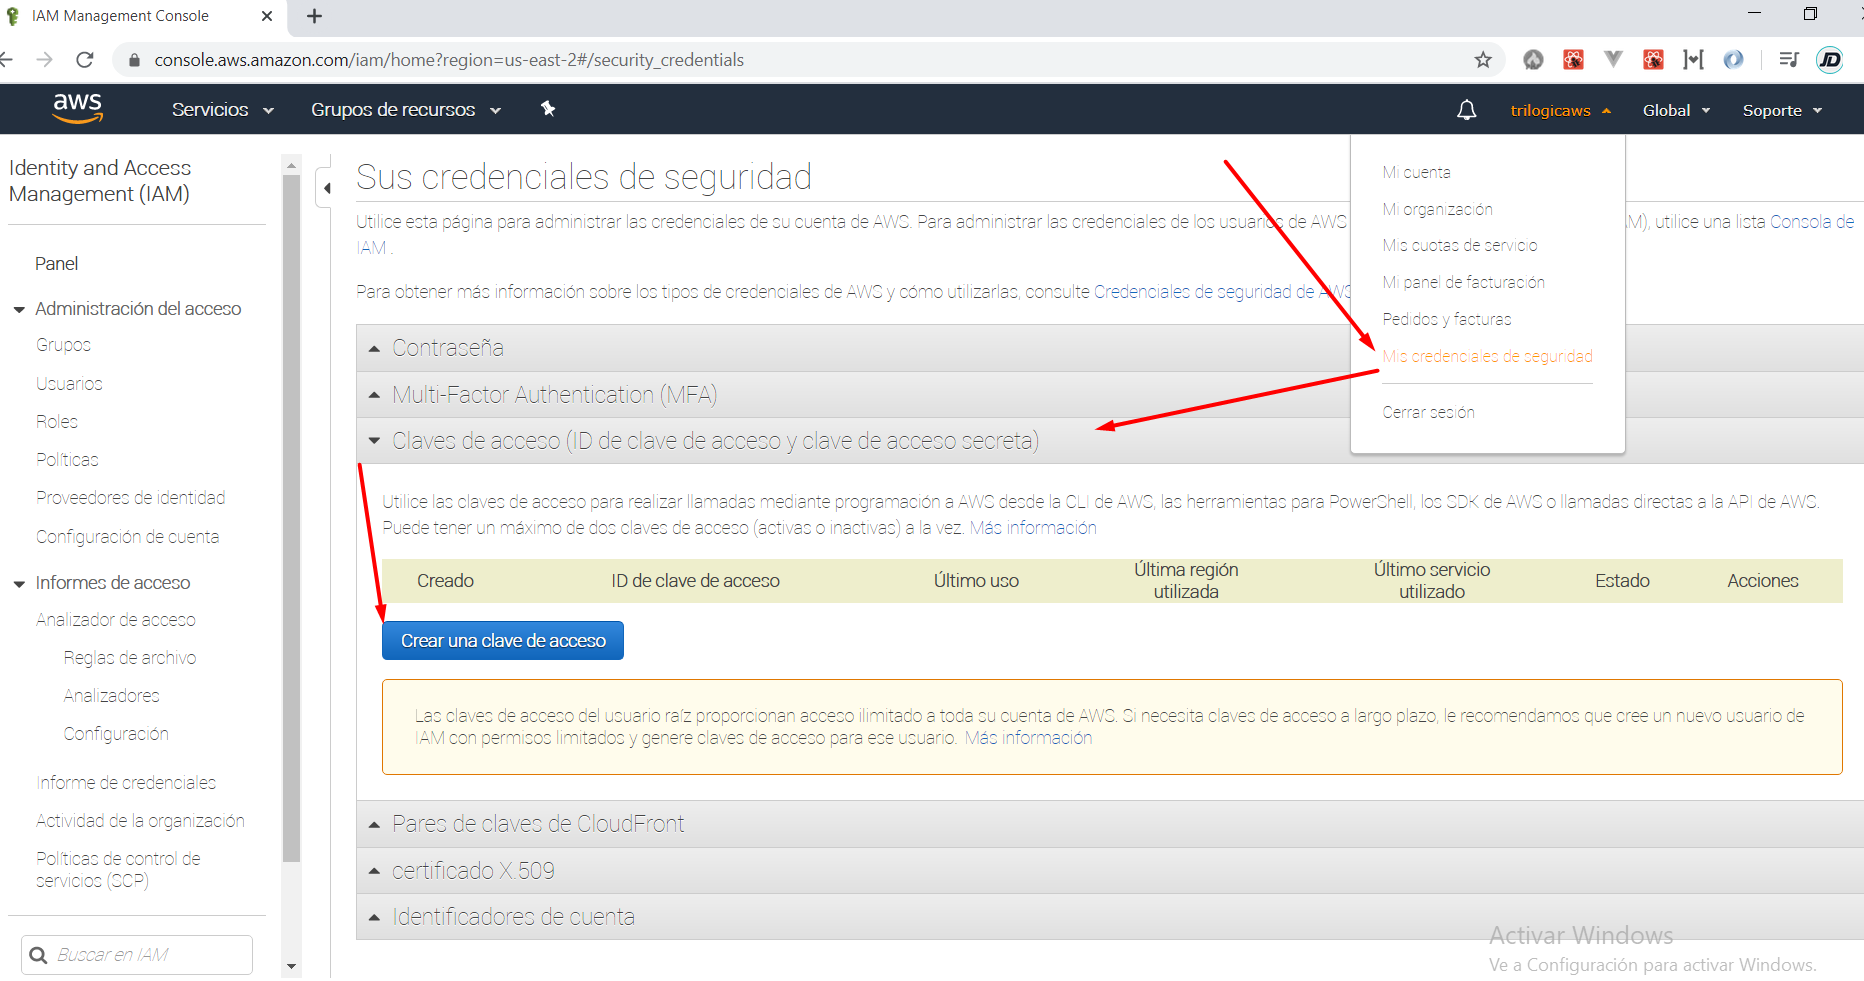 IAM Management Console
console.aws.amazon.com/iam/home?region=us-east-2#/security_credentials
JD
aws
Servicios
Grupos de recursos
trilogicaws
Global
Soporte
Identity and Access
Management (IAM)
Panel
Administración del acceso
Grupos
Usuarios
Roles
Políticas
Proveedores de identidad
Configuración de cuenta
Informes de acceso
Analizador de acceso
Reglas de archivo
Analizadores
Configuración
Informe de credenciales
Actividad de la organización
Políticas de control de
servicios (SCP)
Buscar en IAM
Sus credenciales de seguridad
Utilice esta página para administrar las credenciales de su cuenta de AWS. Para administrar las credenciales de los usuarios de AWS M), utilice una lista Consola de
IAM .
Para obtener más información sobre los tipos de credenciales de AWS y cómo utilizarlas, consulte Credenciales de seguridad de AWS
Mi cuenta
Mi organización
Mis cuotas de servicio
Mi panel de facturación
Pedidos y facturas
Mis credenciales de seguridad
Cerrar sesión
Contraseña
Multi-Factor Authentication (MFA)
Claves de acceso (ID de clave de acceso y clave de acceso secreta)
Utilice las claves de acceso para realizar llamadas mediante programación a AWS desde la CLI de AWS, las herramientas para PowerShell, los SDK de AWS o llamadas directas a la API de AWS.
Puede tener un máximo de dos claves de acceso (activas o inactivas) a la vez. Más información
Creado ID de clave de acceso Último uso Última región utilizada Último servicio utilizado Estado Acciones
Crear una clave de acceso
Las claves de acceso del usuario raíz proporcionan acceso ilimitado a toda su cuenta de AWS. Si necesita claves de acceso a largo plazo, le recomendamos que cree un nuevo usuario de
IAM con permisos limitados y genere claves de acceso para ese usuario. Más información
Pares de claves de CloudFront
certificado X.509
Identificadores de cuenta
Activar Windows
Ve a Configuración para activar Windows.